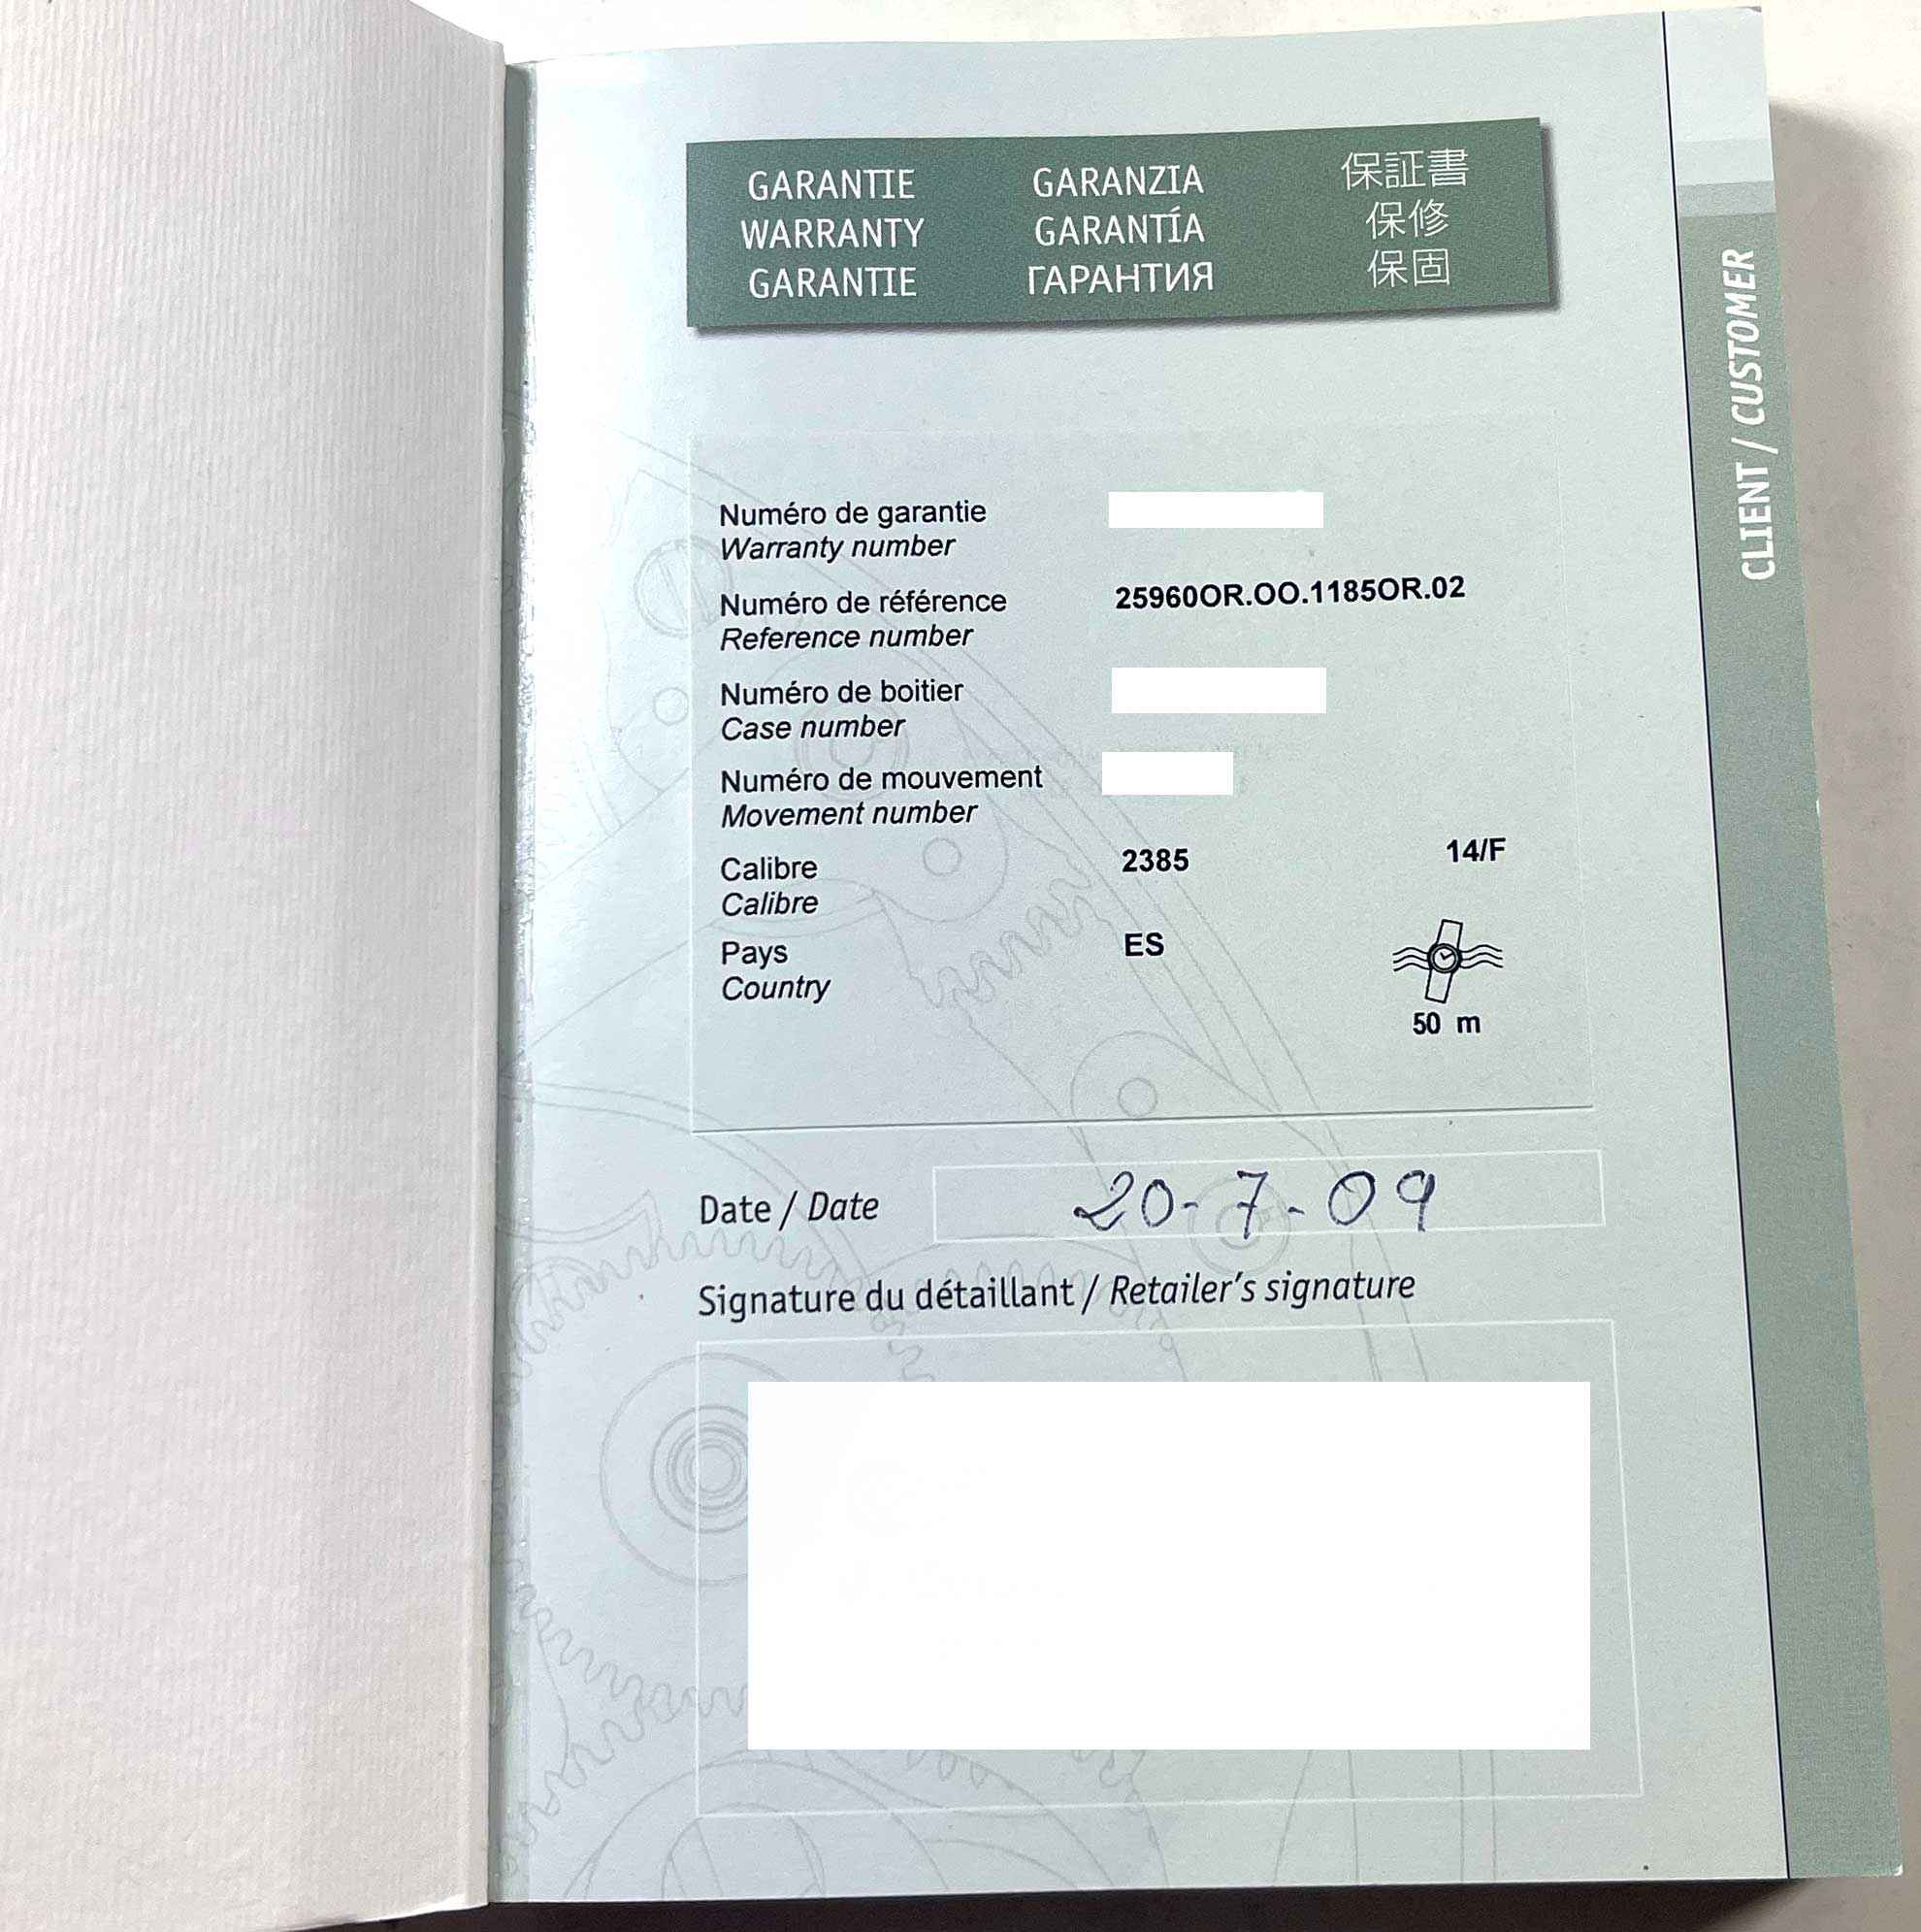 GARANTIE GARANZIA 保証書
WARRANTY GARANTÍA 保修
GARANTIE ГАРАНТИЯ 保固
CLIENT / CUSTOMER
Numéro de garantie
Warranty number
Numéro de référence 25960OR.OO.1185OR.02
Reference number
Numéro de boitier
Case number
Numéro de mouvement
Movement number
Calibre 2385 14/F
Calibre
Pays ES
Country
50 m
Date / Date 20-7-09
Signature du détaillant / Retailer's signature